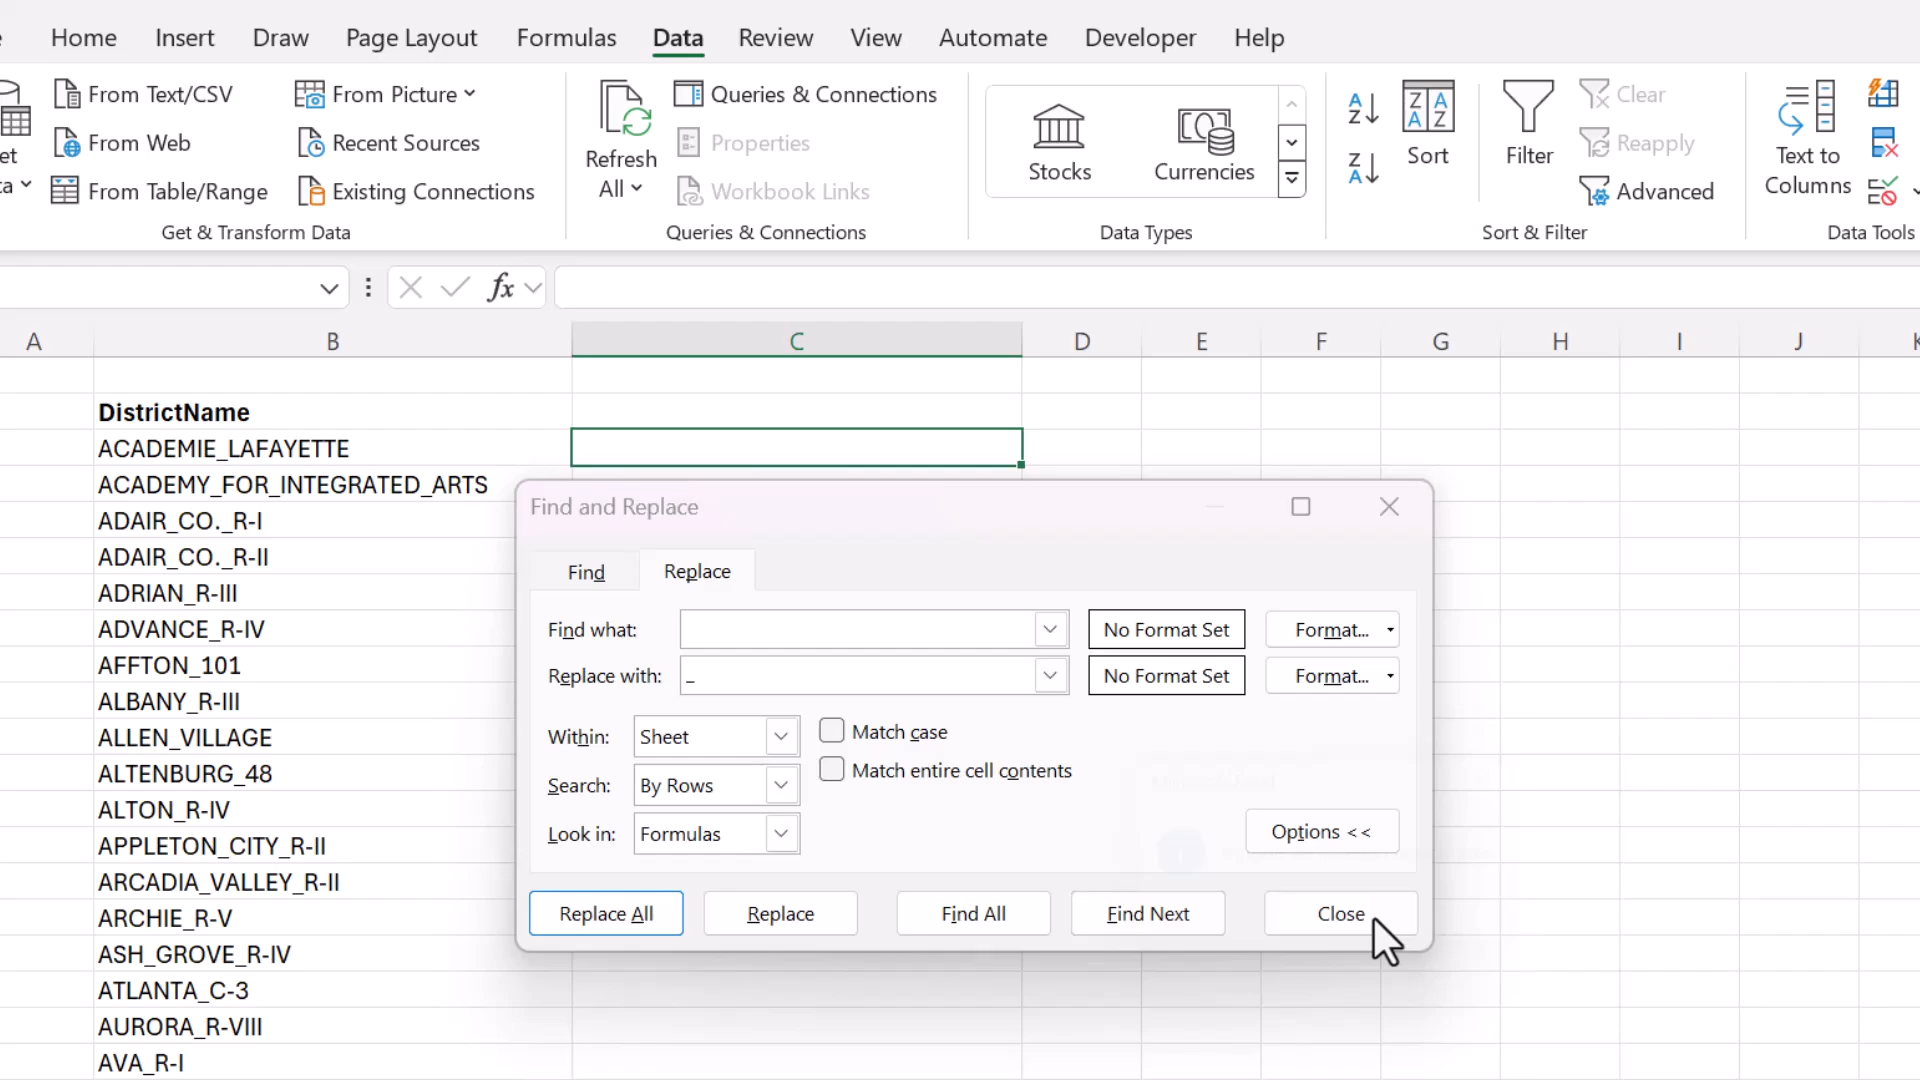 Home Insert Draw Page Layout Formulas Data Review View Automate Developer Help
From Text/CSV
From Picture
From Web
Recent Sources
From Table/Range
Existing Connections
Get & Transform Data
Refresh
All
Queries & Connections
Properties
Workbook Links
Queries & Connections
Stocks
Currencies
Data Types
Sort
Filter
Clear
Reapply
Advanced
Sort & Filter
Text to
Columns
Data Tools
fx
A B C D E F G H I J
DistrictName
ACADEMIE_LAFAYETTE
ACADEMY_FOR_INTEGRATED_ARTS
ADAIR_CO._R-I
ADAIR_CO._R-II
ADRIAN_R-III
ADVANCE_R-IV
AFFTON_101
ALBANY_R-III
ALLEN_VILLAGE
ALTENBURG_48
ALTON_R-IV
APPLETON_CITY_R-II
ARCADIA_VALLEY_R-II
ARCHIE_R-V
ASH_GROVE_R-IV
ATLANTA_C-3
AURORA_R-VIII
AVA_R-I
Find and Replace
Find Replace
Find what: No Format Set Format...
Replace with: _ No Format Set Format...
Within: Sheet Match case
Search: By Rows Match entire cell contents
Look in: Formulas Options <<
Replace All Replace Find All Find Next Close